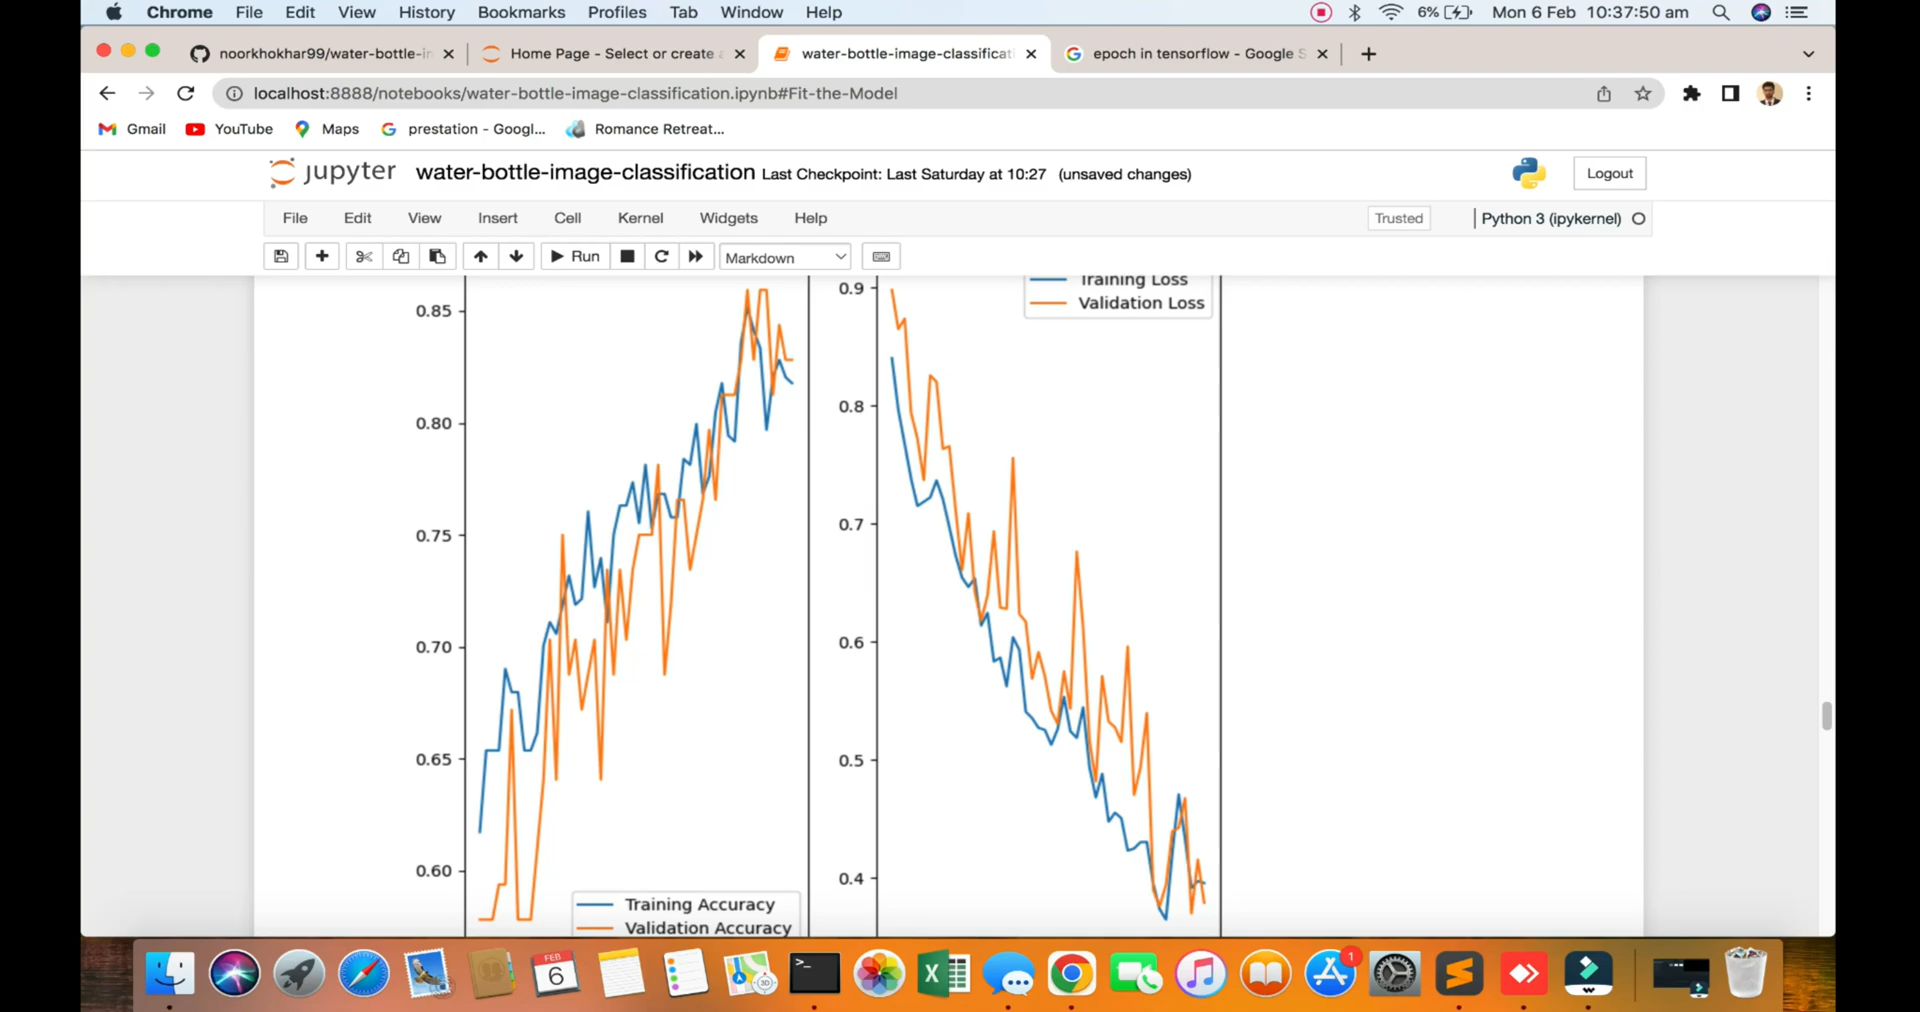 Chrome File Edit View History Bookmarks Profiles Tab Window Help 6% Mon 6 Feb 10:37:50 am
noorkhokhar99/water-bottle-i Home Page - Select or create water-bottle-image-classificati epoch in tensorflow - Google S
localhost:8888/notebooks/water-bottle-image-classification.ipynb#Fit-the-Model
Gmail YouTube Maps prestation - Googl... Romance Retreat...
jupyter water-bottle-image-classification Last Checkpoint: Last Saturday at 10:27 (unsaved changes) Logout
File Edit View Insert Cell Kernel Widgets Help Trusted Python 3 (ipykernel)
Run Markdown
Training Loss
Validation Loss
0.85
0.80
0.75
0.70
0.65
0.60
Training Accuracy
Validation Accuracy
0.9
0.8
0.7
0.6
0.5
0.4
FEB
6
3D
1